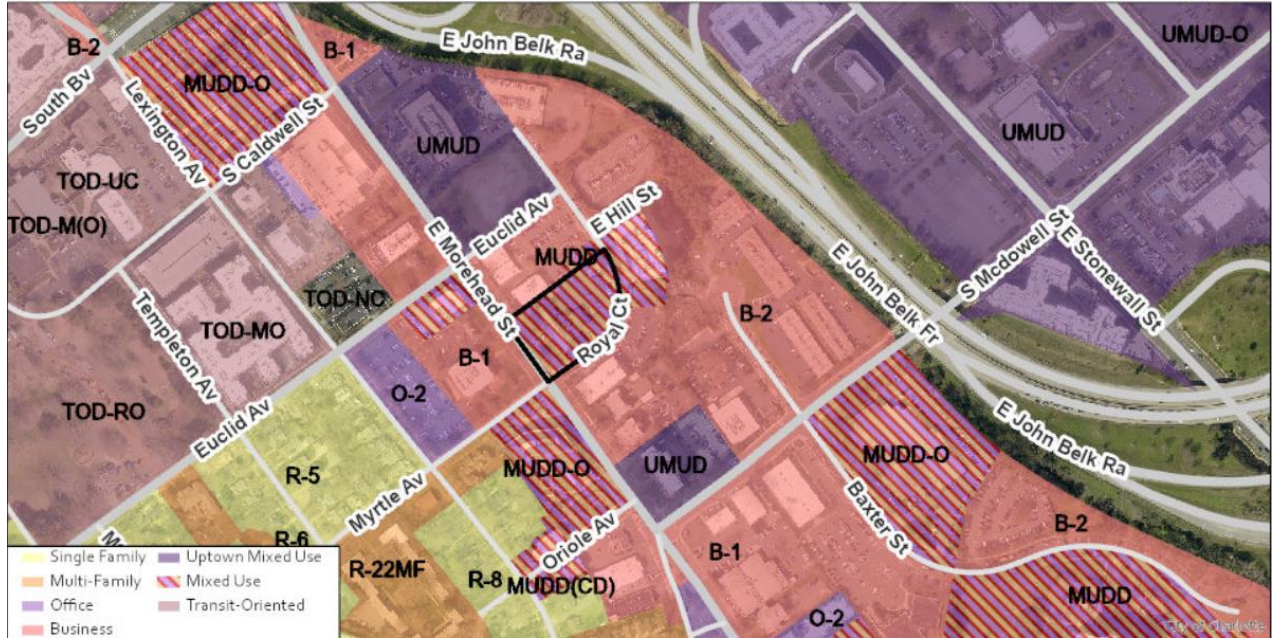 B-2
MUDD-O
B-1
E John Belk Ra
UMUD-O
South Bv
Lexington Av
S Caldwell St
UMUD
UMUD
TOD-UC
TOD-M(O)
Euclid Av
E Hill St
MUDD
E Morehead St
S Mcdowell St
E Stonewall St
E John Belk Fr
TOD-NC
Templeton Av
TOD-MO
Royal Ct
B-2
B-1
O-2
TOD-RO
Euclid Av
E John Belk Ra
MUDD-O
UMUD
MUDD-O
R-5
Myrtle Av
Baxter St
B-2
R-6
Oriole Av
B-1
R-22MF
R-8
MUDD(CD)
MUDD
O-2
Single Family
Uptown Mixed Use
Multi-Family
Mixed Use
Office
Transit-Oriented
Business
City of Charlotte